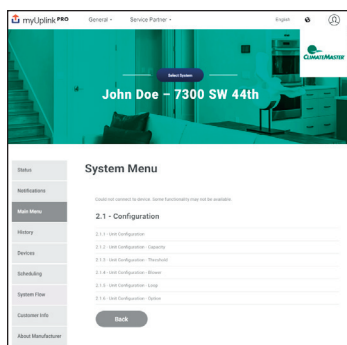 myUplink PRO
General
Service Partner
English
CLIMATEMASTER
Select System
John Doe – 7300 SW 44th
Status
System Menu
Notifications
Could not connect to device. Some functionality may not be available.
Main Menu
2.1 - Configuration
History
2.1.1 - Unit Configuration
Devices
2.1.2 - Unit Configuration - Capacity
2.1.3 - Unit Configuration - Threshold
Scheduling
2.1.4 - Unit Configuration - Blower
2.1.5 - Unit Configuration - Loop
System Flow
2.1.6 - Unit Configuration - Option
Customer Info
Back
About Manufacturer